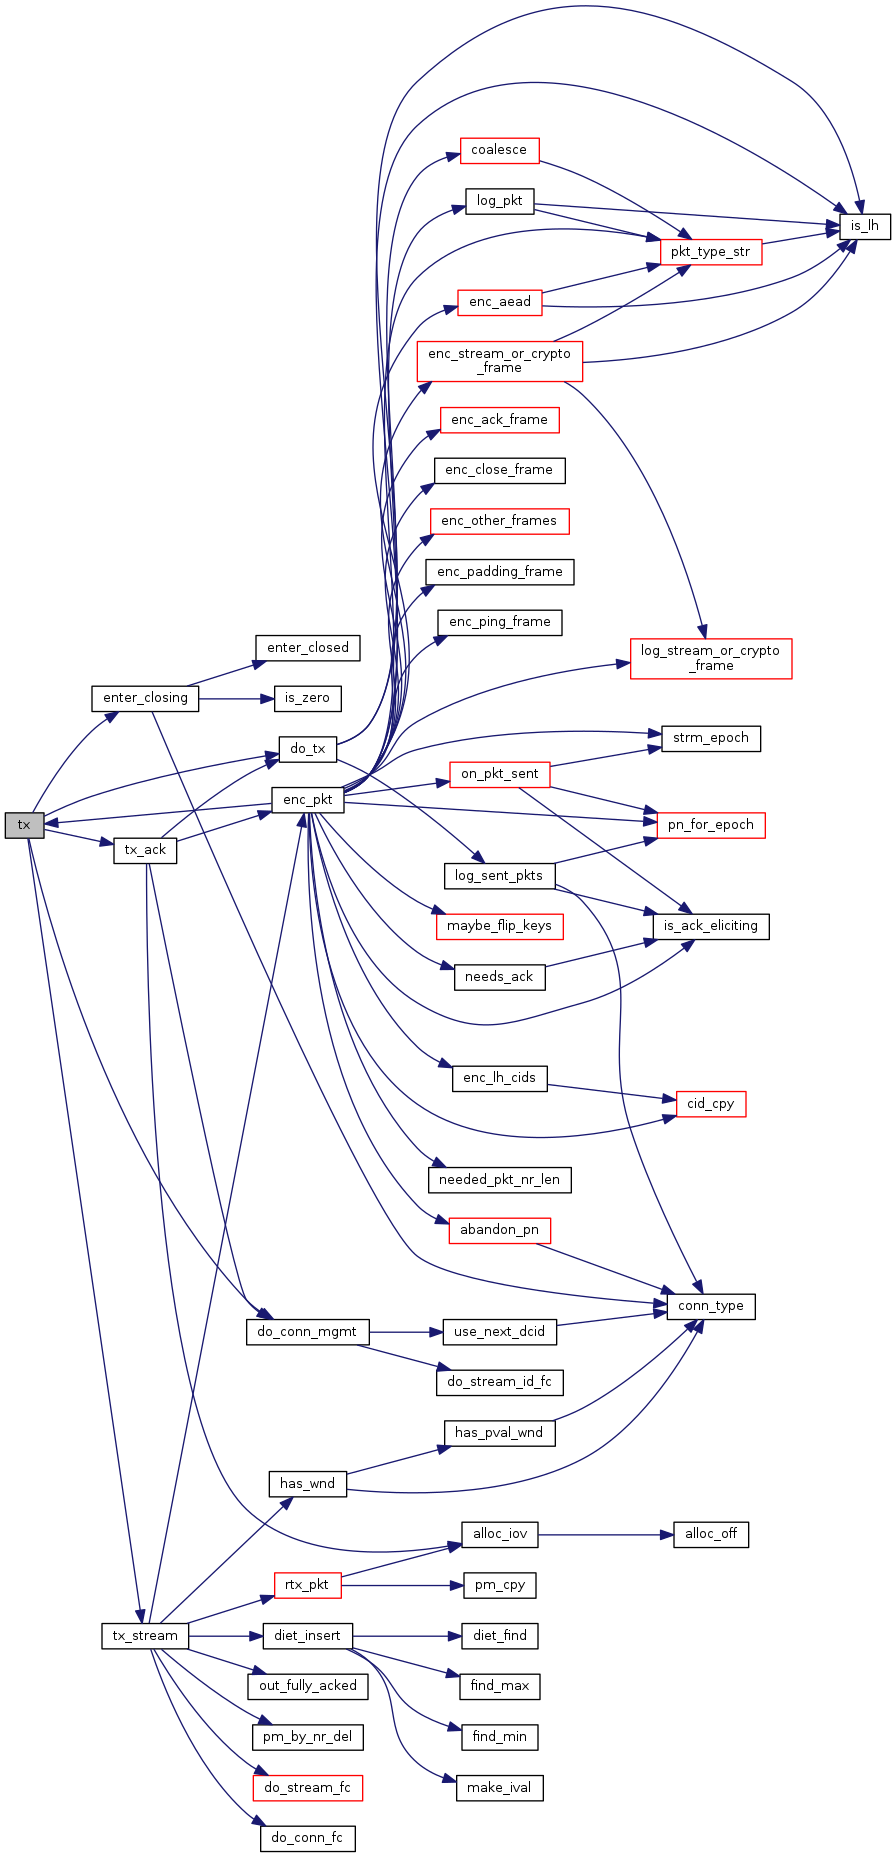 coalesce
log_pkt
is_lh
pkt_type_str
enc_aead
enc_stream_or_crypto
_frame
enc_ack_frame
enc_close_frame
enc_other_frames
enc_padding_frame
enc_ping_frame
enter_closed
log_stream_or_crypto
_frame
enter_closing
is_zero
do_tx
strm_epoch
on_pkt_sent
enc_pkt
tx
pn_for_epoch
tx_ack
log_sent_pkts
maybe_flip_keys
is_ack_eliciting
needs_ack
enc_lh_cids
cid_cpy
needed_pkt_nr_len
abandon_pn
conn_type
do_conn_mgmt
use_next_dcid
do_stream_id_fc
has_pval_wnd
has_wnd
alloc_iov
alloc_off
rtx_pkt
pm_cpy
tx_stream
diet_insert
diet_find
out_fully_acked
find_max
pm_by_nr_del
find_min
do_stream_fc
make_ival
do_conn_fc